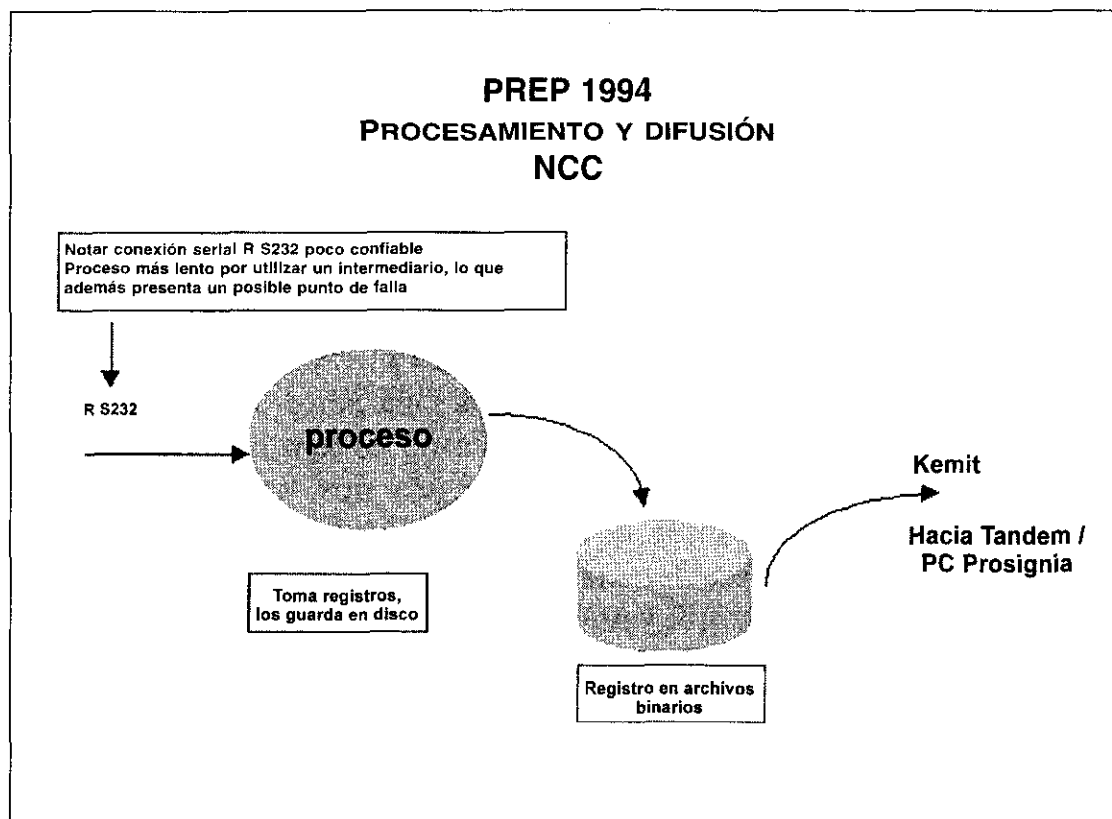 PREP 1994
PROCESAMIENTO Y DIFUSIÓN
NCC
Notar conexión serial R S232 poco confiable
Proceso más lento por utilizar un intermediario, lo que
además presenta un posible punto de falla
R S232
proceso
Toma registros,
los guarda en disco
Registro en archivos
binarios
Kemit
Hacia Tandem /
PC Prosignia